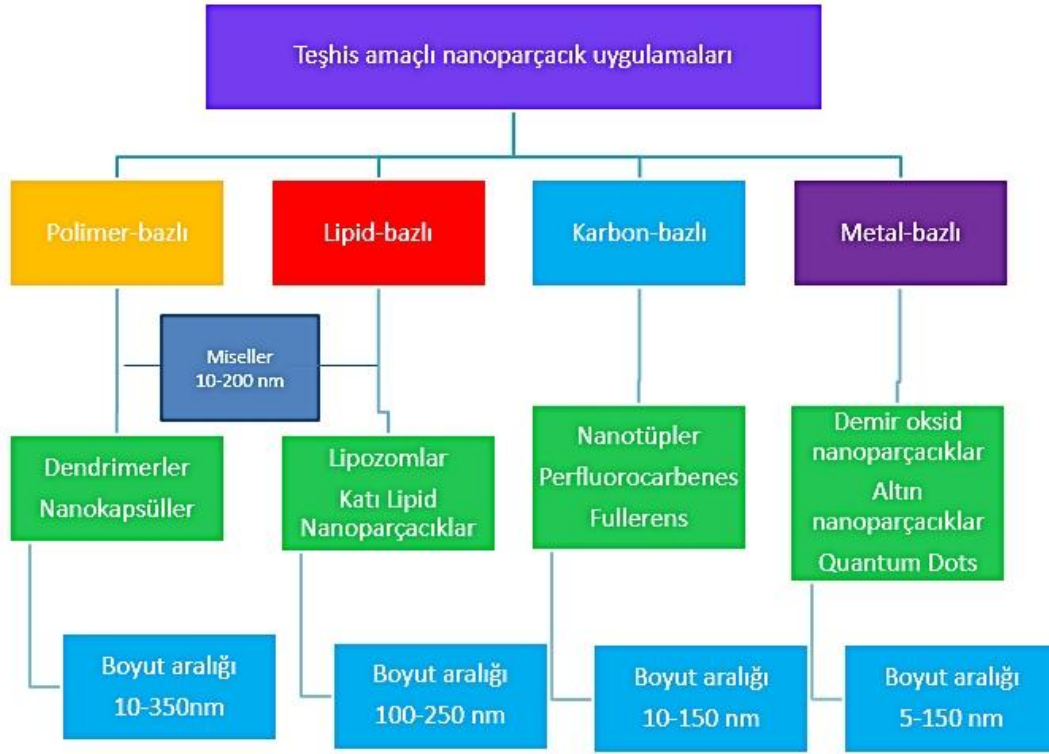 Teşhis amaçlı nanoparçacık uygulamaları
Polimer-bazlı
Lipid-bazlı
Karbon-bazlı
Metal-bazlı
Miseller
10-200 nm
Dendrimerler
Nanokapsüller
Lipozomlar
Katı Lipid
Nanoparçacıklar
Nanotüpler
Perfluorocarbenes
Fullerens
Demir oksid
nanoparçacıklar
Altın
nanoparçacıklar
Quantum Dots
Boyut aralığı
10-350nm
Boyut aralığı
100-250 nm
Boyut aralığı
10-150 nm
Boyut aralığı
5-150 nm